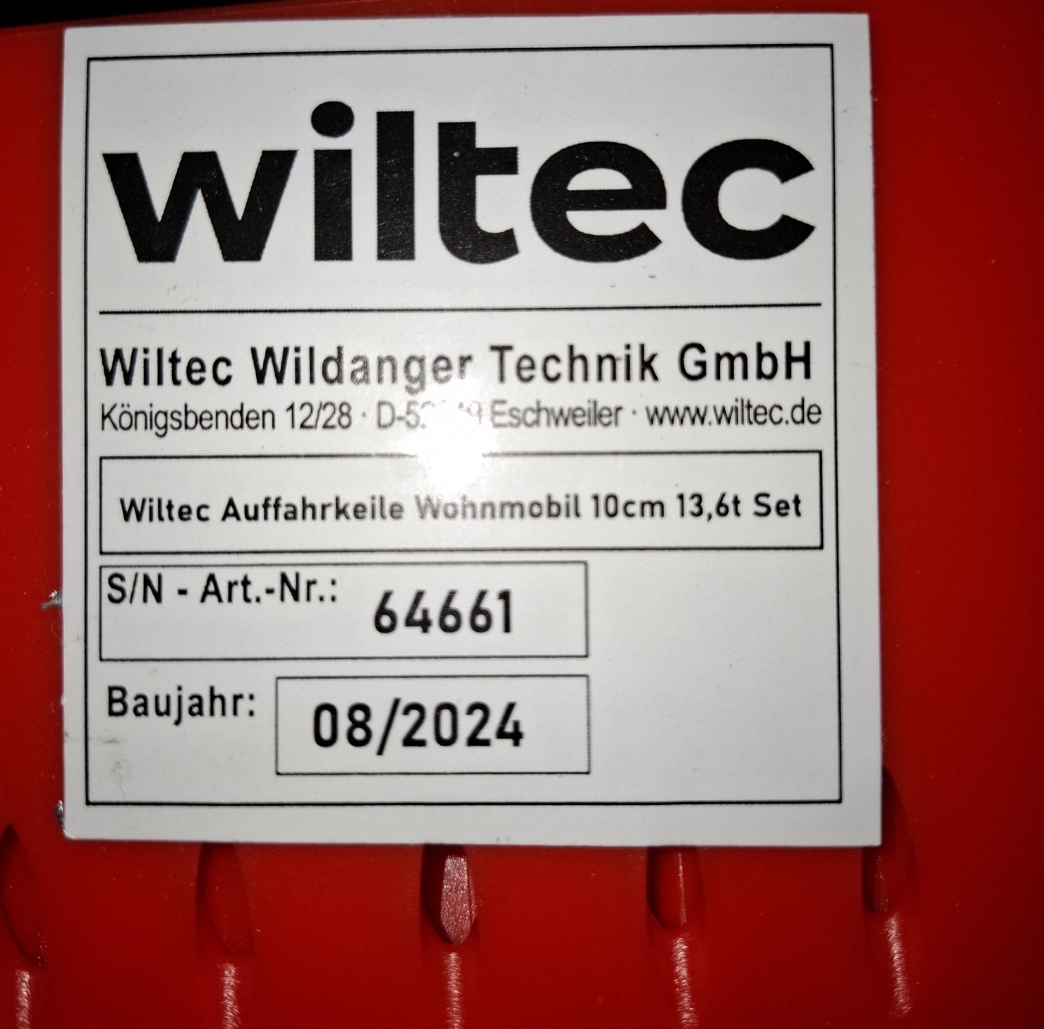 wiltec
Wiltec Wildanger Technik GmbH
Königsbenden 12/28 · Eschweiler · www.wiltec.de
Wiltec Auffahrkeile Wohnmobil 10cm 13,6t Set
S/N - Art.-Nr.: 64661
Baujahr: 08/2024